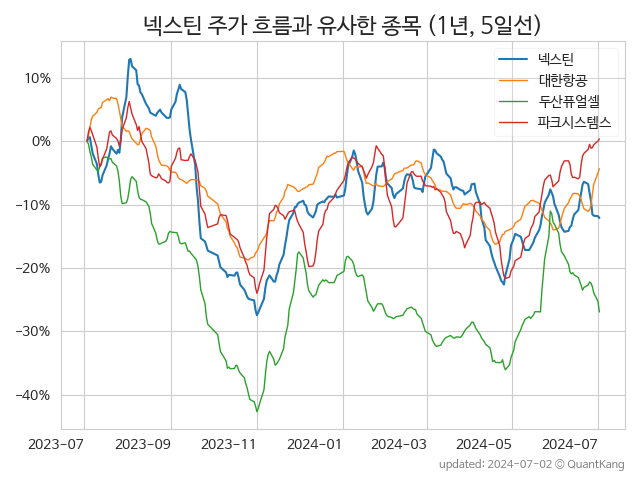 넥스틴 주가 흐름과 유사한 종목 (1년, 5일선)
넥스틴
대한항공
두산퓨얼셀
파크시스템스
10%
0%
−10%
−20%
−30%
−40%
2023-07 2023-09 2023-11 2024-01 2024-03 2024-05 2024-07
updated: 2024-07-02 © QuantKang